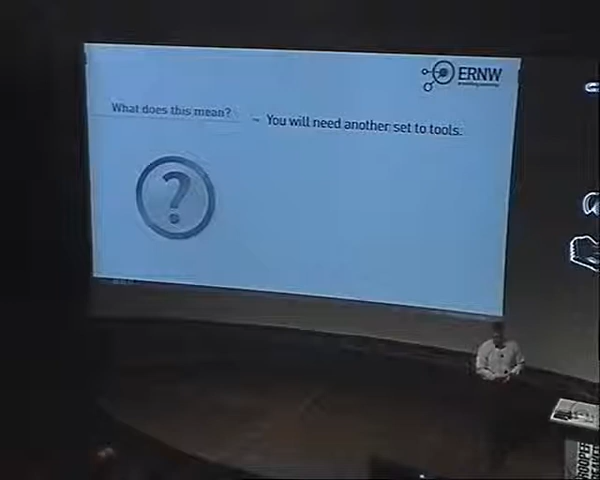 ERNW
What does this mean?
– You will need another set to tools.